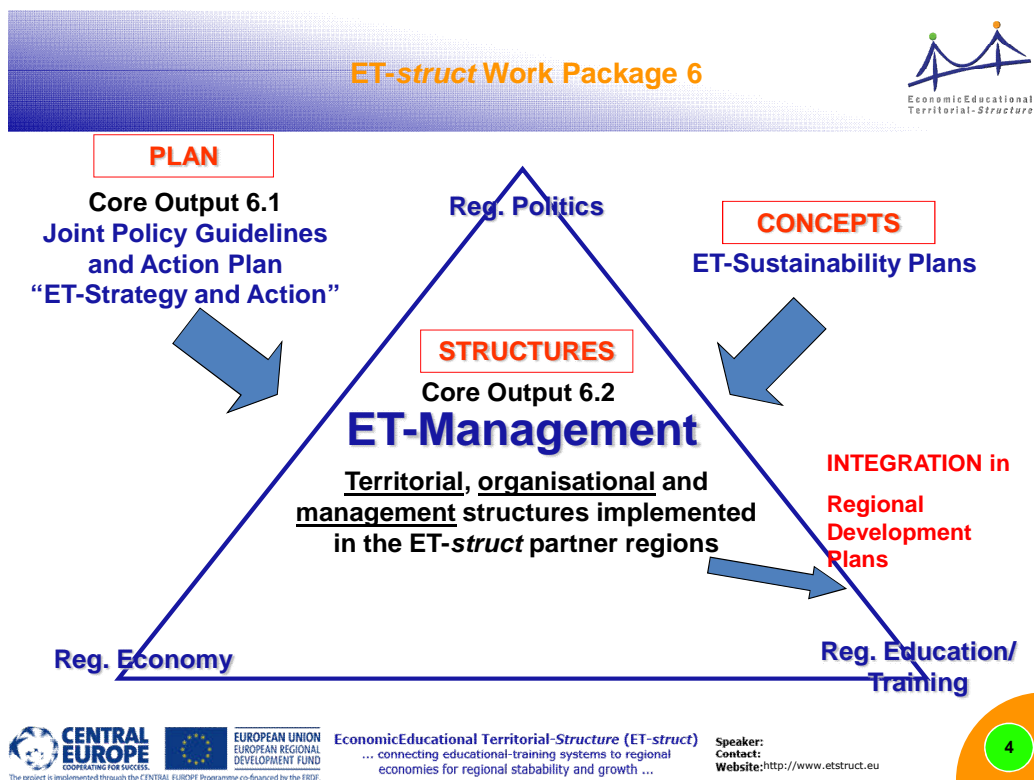 ET-struct Work Package 6
EconomicEducational
Territorial-Structure
PLAN
Core Output 6.1
Joint Policy Guidelines
and Action Plan
“ET-Strategy and Action”
Reg. Politics
CONCEPTS
ET-Sustainability Plans
STRUCTURES
Core Output 6.2
ET-Management
Territorial, organisational and
management structures implemented
in the ET-struct partner regions
INTEGRATION in
Regional
Development
Plans
Reg. Economy
Reg. Education/
Training
CENTRAL
EUROPE
COOPERATING FOR SUCCESS.
EUROPEAN UNION
EUROPEAN REGIONAL
DEVELOPMENT FUND
The project is implemented through the CENTRAL EUROPE Programme co-financed by the ERDF.
EconomicEducational Territorial-Structure (ET-struct)
... connecting educational-training systems to regional
economies for regional stabability and growth ...
Speaker:
Contact:
Website:http://www.etstruct.eu
4